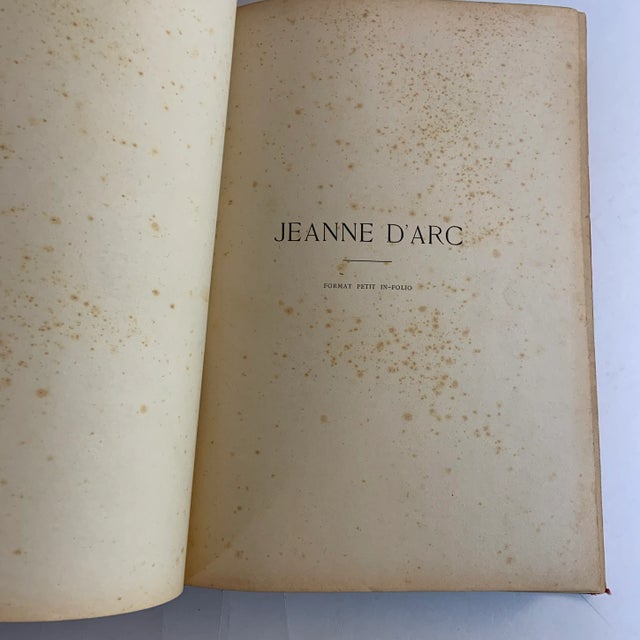 JEANNE D'ARC
FORMAT PETIT IN-FOLIO